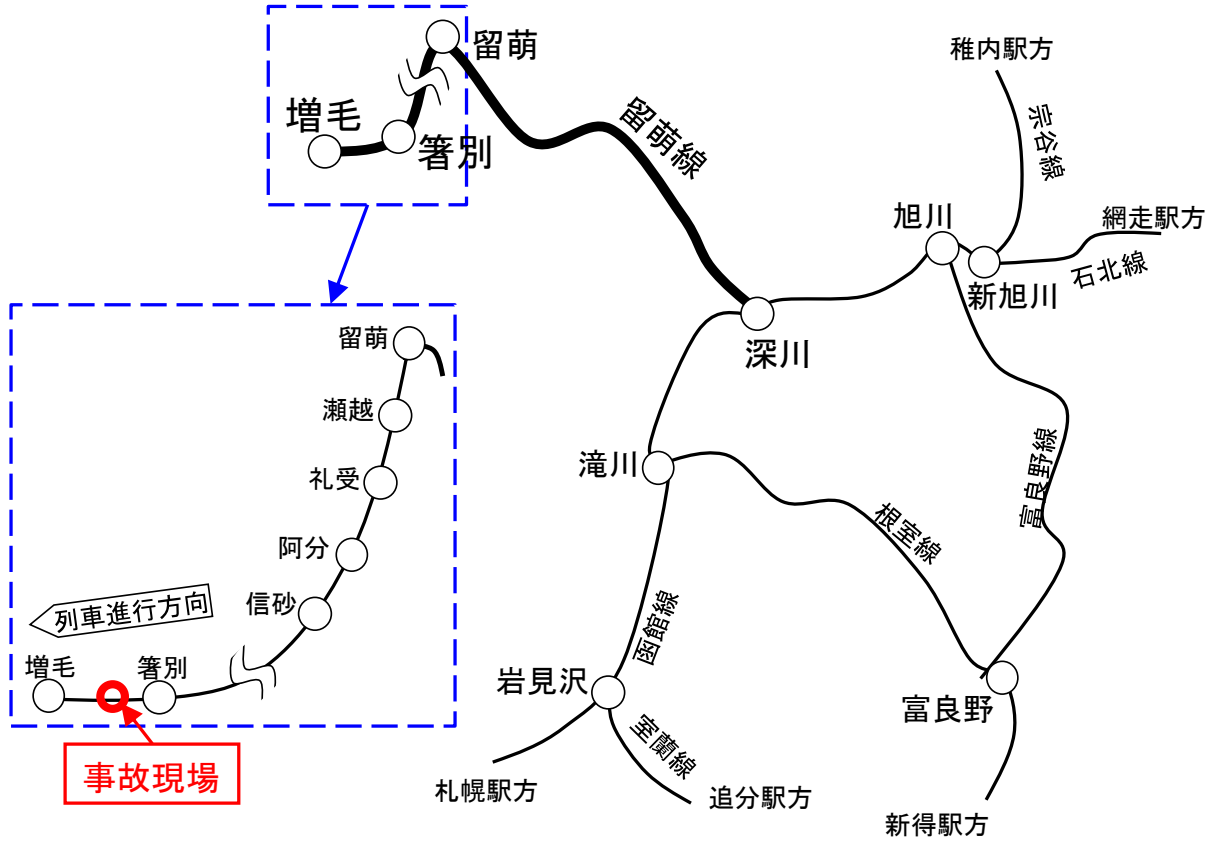 留萌
増毛
箸別
留萌線
稚内駅方
宗谷線
旭川
網走駅方
新旭川
石北線
深川
留萌
瀬越
礼受
阿分
信砂
列車進行方向
増毛
箸別
事故現場
滝川
根室線
富良野線
函館線
岩見沢
室蘭線
富良野
札幌駅方
追分駅方
新得駅方